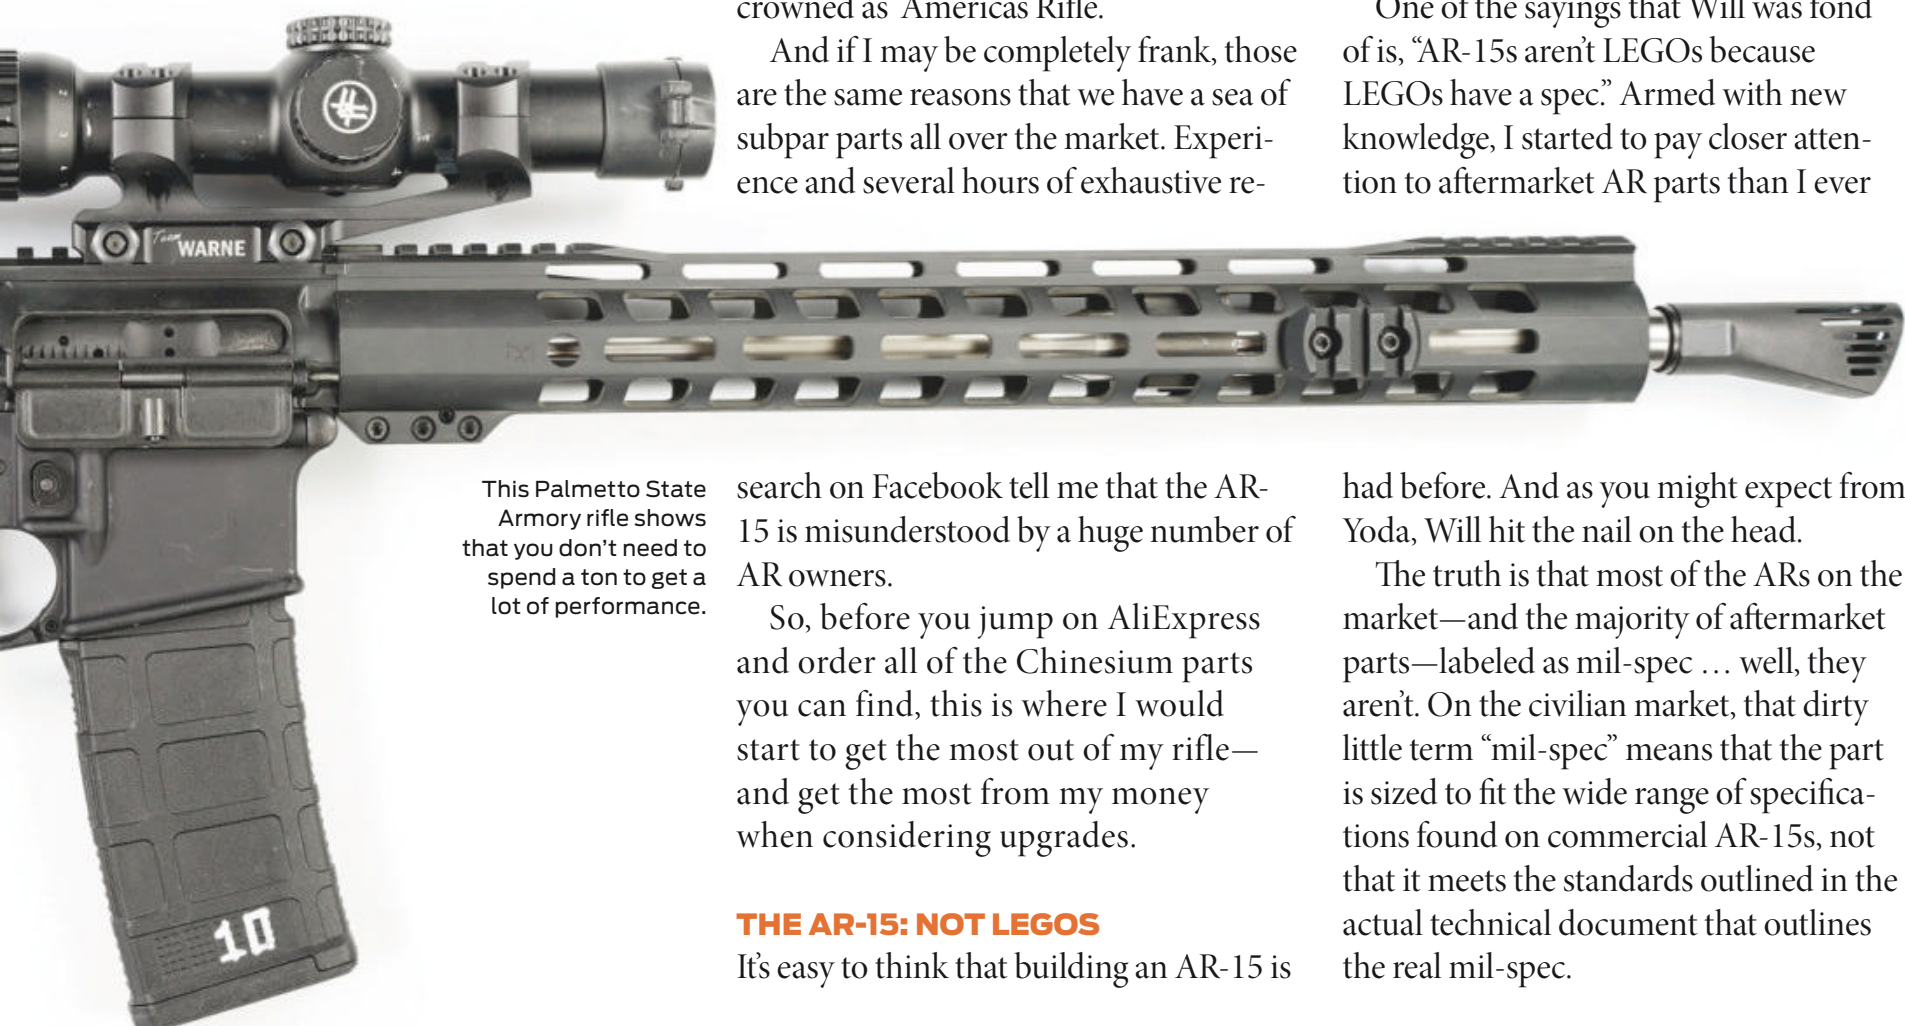 crowned as "America's Rifle."
And if I may be completely frank, those
are the same reasons that we have a sea of
subpar parts all over the market. Experi-
ence and several hours of exhaustive re-
search on Facebook tell me that the AR-
15 is misunderstood by a huge number of
AR owners.
So, before you jump on AliExpress
and order all of the Chinesium parts
you can find, this is where I would
start to get the most out of my rifle—
and get the most from my money
when considering upgrades.
THE AR-15: NOT LEGOS
It's easy to think that building an AR-15 is
One of the sayings that Will was fond
of is, “AR-15s aren't LEGOs because
LEGOs have a spec.” Armed with new
knowledge, I started to pay closer atten-
tion to aftermarket AR parts than I ever
had before. And as you might expect from
Yoda, Will hit the nail on the head.
The truth is that most of the ARs on the
market—and the majority of aftermarket
parts—labeled as mil-spec … well, they
aren't. On the civilian market, that dirty
little term “mil-spec” means that the part
is sized to fit the wide range of specifica-
tions found on commercial AR-15s, not
that it meets the standards outlined in the
actual technical document that outlines
the real mil-spec.
This Palmetto State
Armory rifle shows
that you don't need to
spend a ton to get a
lot of performance.
Team WARNE
10